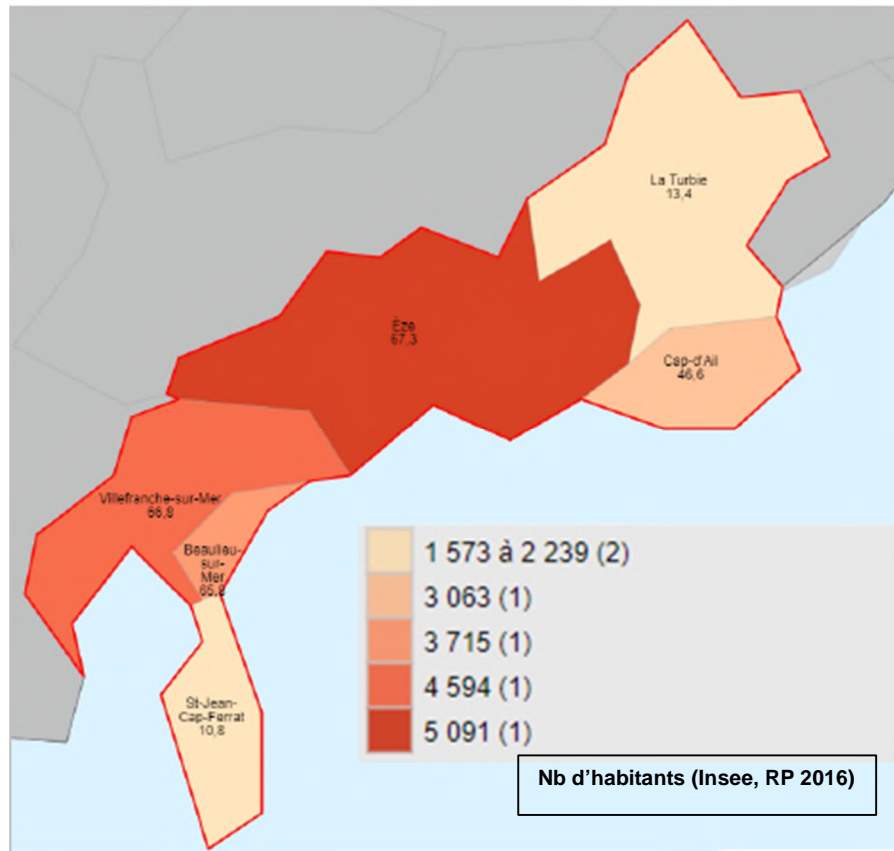 La Turbie
13,4
Èze
67,3
Cap-d'Ail
46,6
Villefranche-sur-Mer
66,8
Beaulieu-
sur-
Mer
65,8
St-Jean-
Cap-Ferrat
10,8
1 573 à 2 239 (2)
3 063 (1)
3 715 (1)
4 594 (1)
5 091 (1)
Nb d'habitants (Insee, RP 2016)